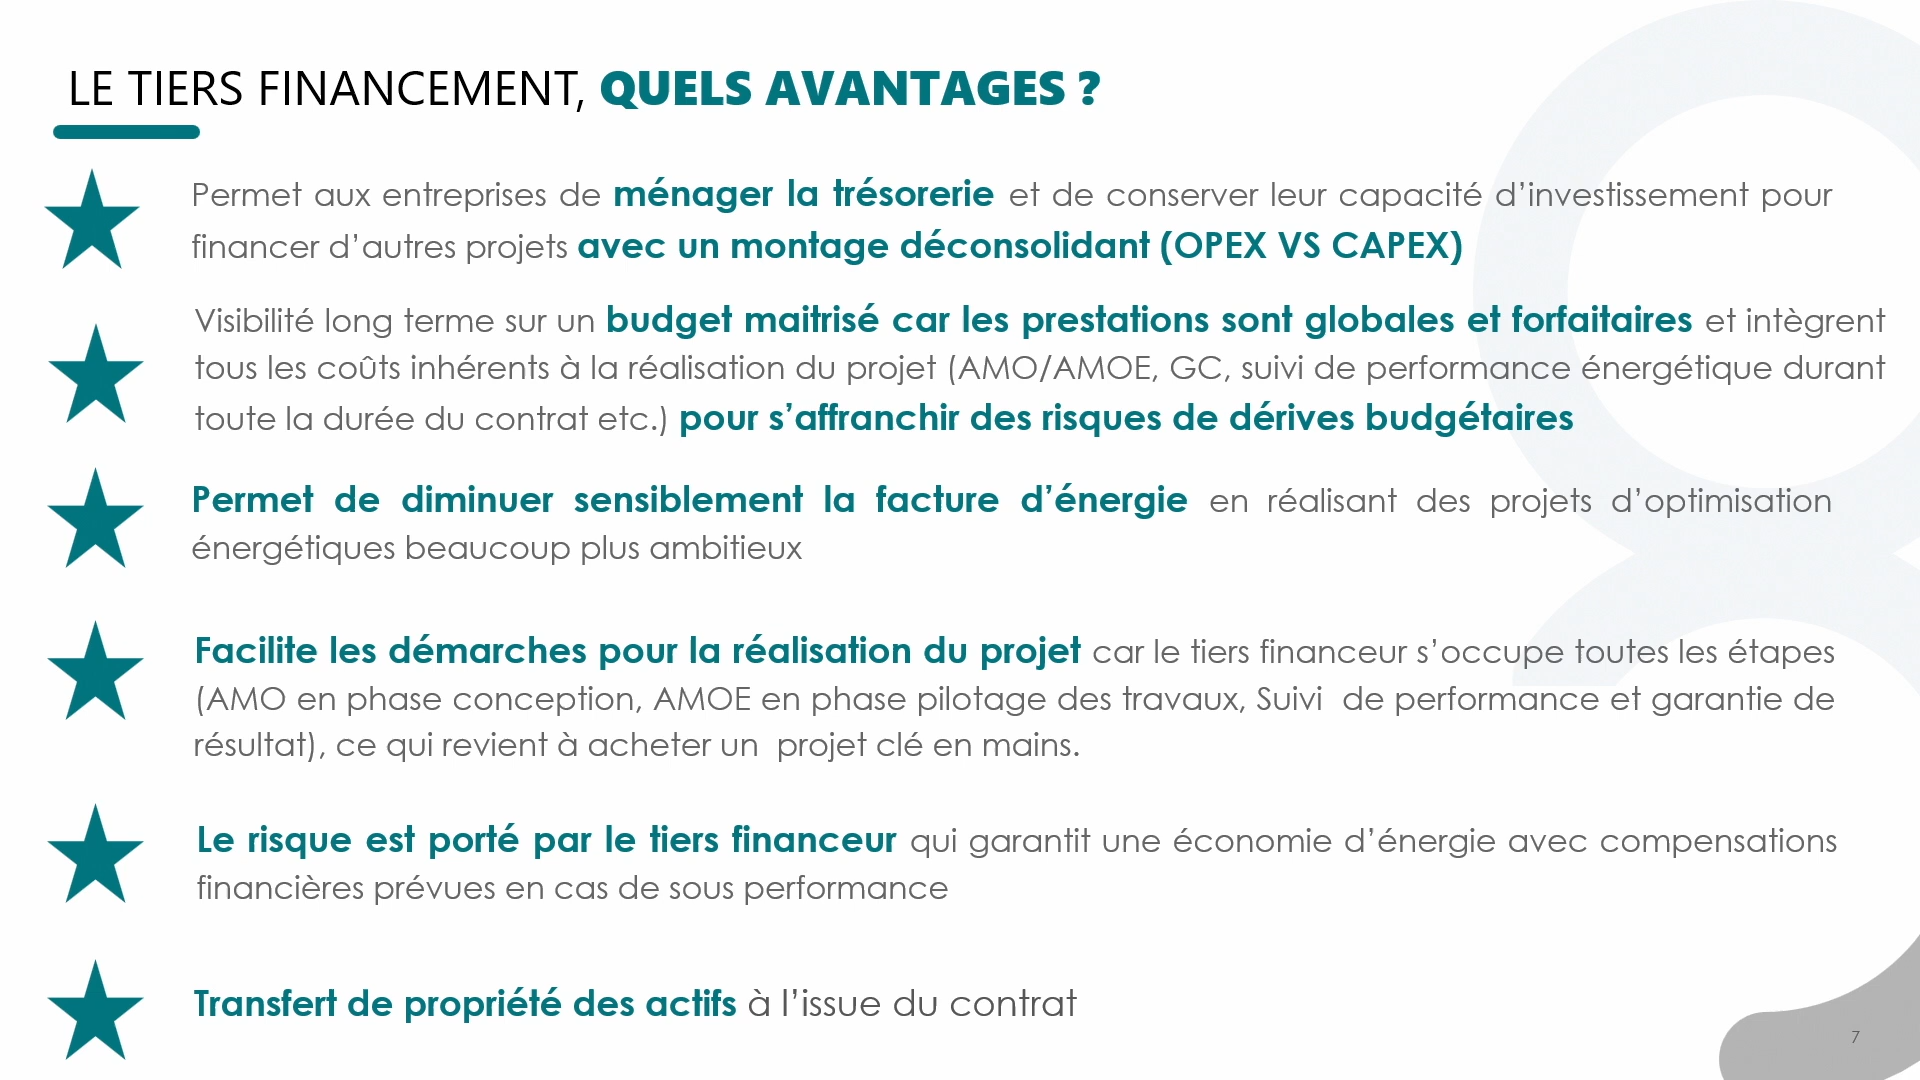 LE TIERS FINANCEMENT, QUELS AVANTAGES ?
Permet aux entreprises de ménager la trésorerie et de conserver leur capacité d’investissement pour
financer d’autres projets avec un montage déconsolidant (OPEX VS CAPEX)
Visibilité long terme sur un budget maitrisé car les prestations sont globales et forfaitaires et intègrent
tous les coûts inhérents à la réalisation du projet (AMO/AMOE, GC, suivi de performance énergétique durant
toute la durée du contrat etc.) pour s’affranchir des risques de dérives budgétaires
Permet de diminuer sensiblement la facture d’énergie en réalisant des projets d’optimisation
énergétiques beaucoup plus ambitieux
Facilite les démarches pour la réalisation du projet car le tiers financeur s’occupe toutes les étapes
(AMO en phase conception, AMOE en phase pilotage des travaux, Suivi  de performance et garantie de
résultat), ce qui revient à acheter un  projet clé en mains.
Le risque est porté par le tiers financeur qui garantit une économie d’énergie avec compensations
financières prévues en cas de sous performance
Transfert de propriété des actifs à l’issue du contrat
7